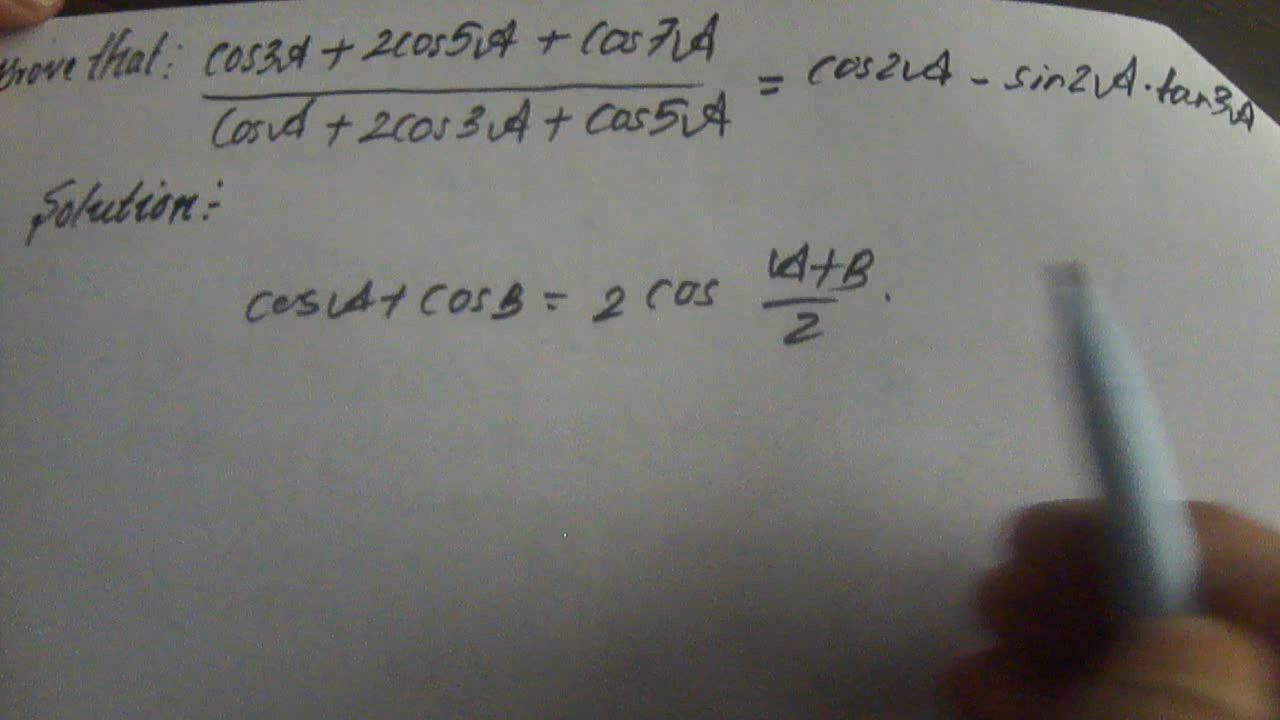 Prove that: cos3A + 2cos5A + cos7A / cosA + 2cos3A + cos5A = cos2A - sin2A · tan3A
Solution:-
cosA + cosB = 2 cos A+B / 2 .